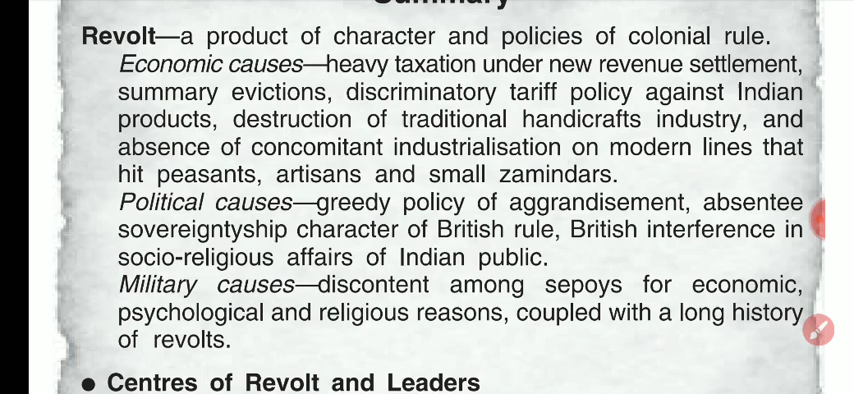 Summary
Revolt—a product of character and policies of colonial rule.
Economic causes—heavy taxation under new revenue settlement,
summary evictions, discriminatory tariff policy against Indian
products, destruction of traditional handicrafts industry, and
absence of concomitant industrialisation on modern lines that
hit peasants, artisans and small zamindars.
Political causes—greedy policy of aggrandisement, absentee
sovereigntyship character of British rule, British interference in
socio-religious affairs of Indian public.
Military causes—discontent among sepoys for economic,
psychological and religious reasons, coupled with a long history
of revolts.
● Centres of Revolt and Leaders